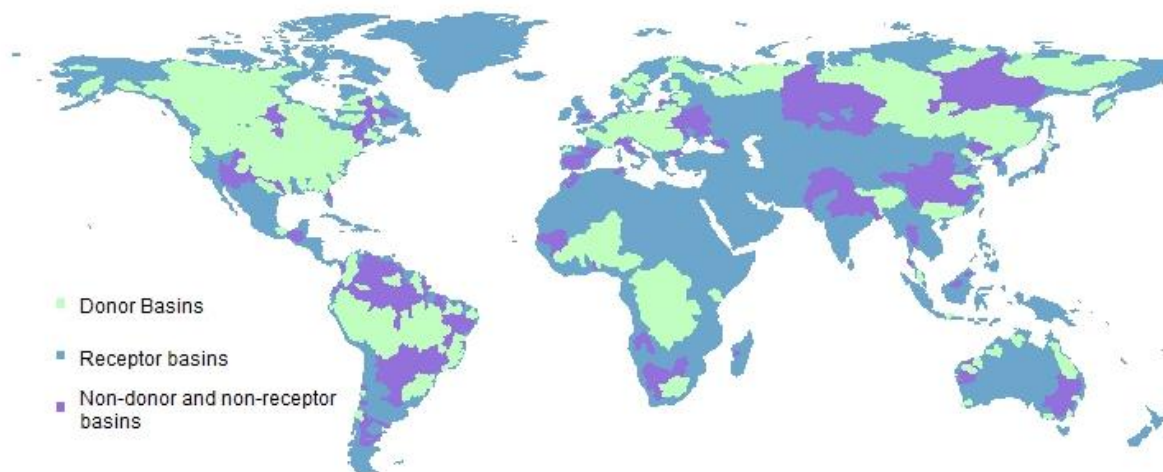 Donor Basins
Receptor basins
Non-donor and non-receptor
basins